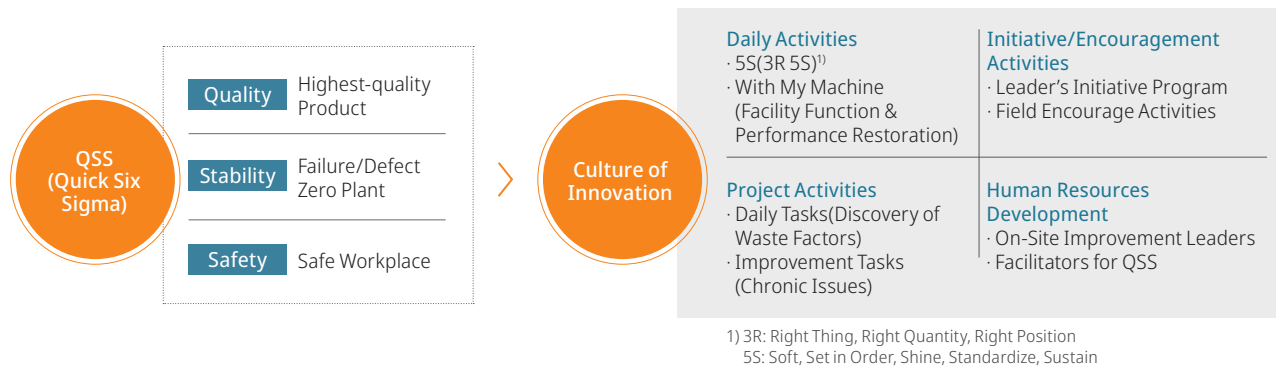 QSS
(Quick Six
Sigma)
Quality
Highest-quality
Product
Stability
Failure/Defect
Zero Plant
Safety
Safe Workplace
Culture of
Innovation
Daily Activities
· 5S(3R 5S)1)
· With My Machine
(Facility Function &
Performance Restoration)
Initiative/Encouragement
Activities
· Leader's Initiative Program
· Field Encourage Activities
Project Activities
· Daily Tasks(Discovery of
Waste Factors)
· Improvement Tasks
(Chronic Issues)
Human Resources
Development
· On-Site Improvement Leaders
· Facilitators for QSS
1) 3R: Right Thing, Right Quantity, Right Position
5S: Soft, Set in Order, Shine, Standardize, Sustain